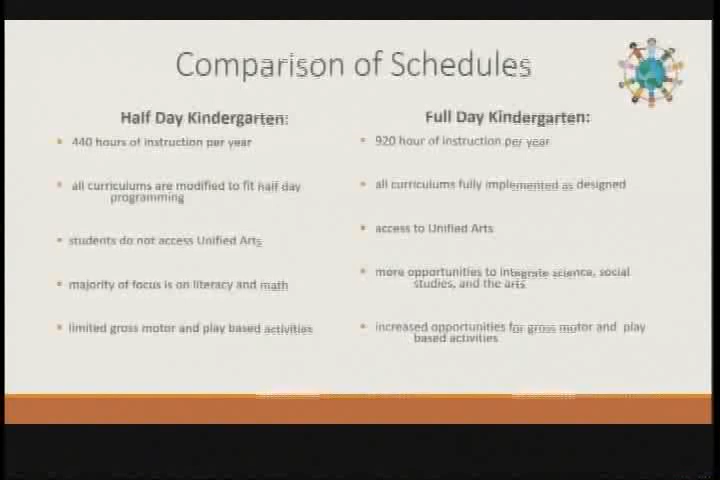 Comparison of Schedules
Half Day Kindergarten:
440 hours of instruction per year
all curriculums are modified to fit half day
programming
students do not access Unified Arts
majority of focus is on literacy and math
limited gross motor and play based activities
Full Day Kindergarten:
920 hour of instruction per year
all curriculums fully implemented as designed
access to Unified Arts
more opportunities to integrate science, social
studies, and the arts
increased opportunities for gross motor and play
based activities